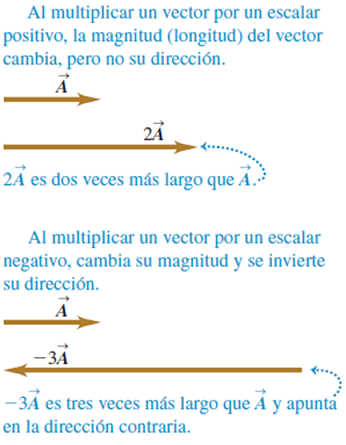 Al multiplicar un vector por un escalar
positivo, la magnitud (longitud) del vector
cambia, pero no su dirección.
A⃗
2A⃗
2A⃗ es dos veces más largo que A⃗.
Al multiplicar un vector por un escalar
negativo, cambia su magnitud y se invierte
su dirección.
A⃗
−3A⃗
−3A⃗ es tres veces más largo que A⃗ y apunta
en la dirección contraria.